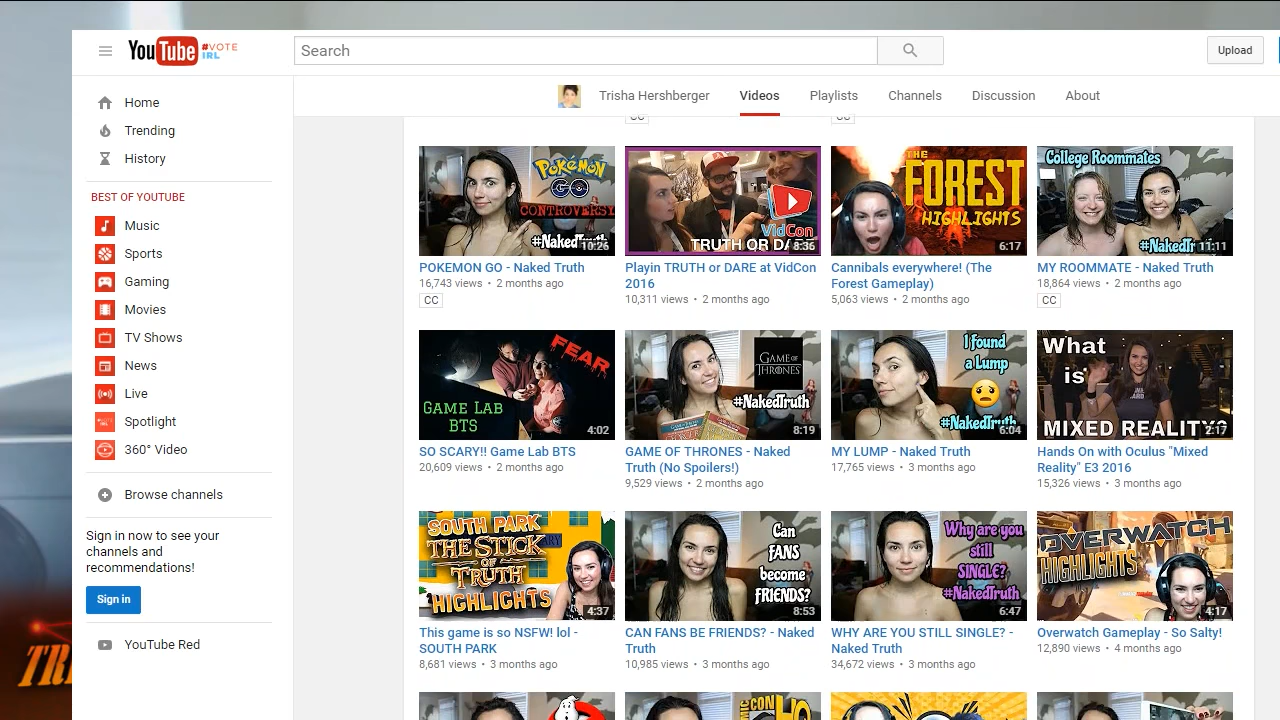 YouTube #VOTE IRL
Search
Upload
Home
Trending
History
BEST OF YOUTUBE
Music
Sports
Gaming
Movies
TV Shows
News
Live
Spotlight
360° Video
Browse channels
Sign in now to see your
channels and
recommendations!
Sign in
YouTube Red
Trisha Hershberger Videos Playlists Channels Discussion About
CC CC
POKÉMON
GO
CONTROVERSY
10:26
POKEMON GO - Naked Truth
16,743 views • 2 months ago
CC
VidCon
TRUTH OR
8:36
Playin TRUTH or DARE at VidCon
2016
10,311 views • 2 months ago
THE
FOREST
HIGHLIGHTS
6:17
Cannibals everywhere! (The
Forest Gameplay)
5,063 views • 2 months ago
College Roommates
11:11
MY ROOMMATE - Naked Truth
18,864 views • 2 months ago
CC
FEAR
GAME LAB
BTS
4:02
SO SCARY!! Game Lab BTS
20,609 views • 2 months ago
GAME OF
THRONES
#NakedTruth
8:19
GAME OF THRONES - Naked
Truth (No Spoilers!)
9,529 views • 2 months ago
I found
a Lump
#NakedTruth
6:04
MY LUMP - Naked Truth
17,765 views • 3 months ago
What
is
MIXED REALITY?
2:17
Hands On with Oculus "Mixed
Reality" E3 2016
15,326 views • 3 months ago
SOUTH PARK
THE STICK
OF
TRUTH
HIGHLIGHTS
4:37
This game is so NSFW! lol -
SOUTH PARK
8,681 views • 3 months ago
Can
FANS
become
FRIENDS?
8:53
CAN FANS BE FRIENDS? - Naked
Truth
10,985 views • 3 months ago
Why are you
still
SINGLE?
#NakedTruth
6:47
WHY ARE YOU STILL SINGLE? -
Naked Truth
34,672 views • 3 months ago
OVERWATCH
HIGHLIGHTS
4:17
Overwatch Gameplay - So Salty!
12,890 views • 4 months ago